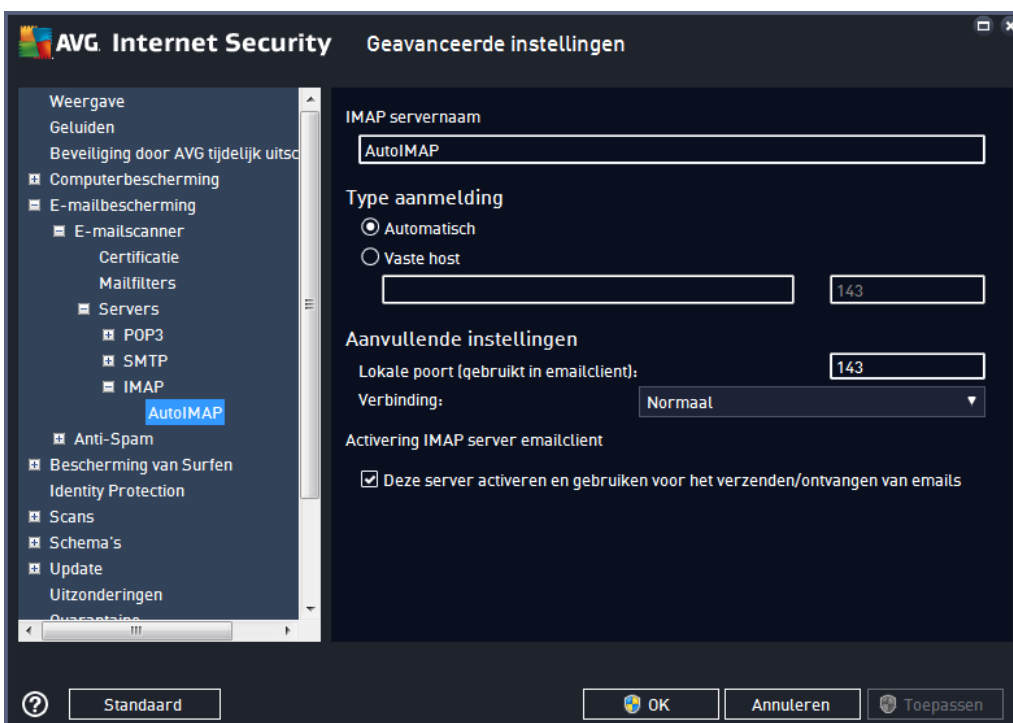 AVG. Internet Security Geavanceerde instellingen
Weergave
Geluiden
Beveiliging door AVG tijdelijk uitsc
Computerbescherming
E-mailbescherming
E-mailscanner
Certificatie
Mailfilters
Servers
POP3
SMTP
IMAP
AutoIMAP
Anti-Spam
Bescherming van Surfen
Identity Protection
Scans
Schema's
Update
Uitzonderingen
Quarantaine
IMAP servernaam
AutoIMAP
Type aanmelding
Automatisch
Vaste host
143
Aanvullende instellingen
Lokale poort (gebruikt in emailclient): 143
Verbinding: Normaal
Activering IMAP server emailclient
Deze server activeren en gebruiken voor het verzenden/ontvangen van emails
? Standaard OK Annuleren Toepassen